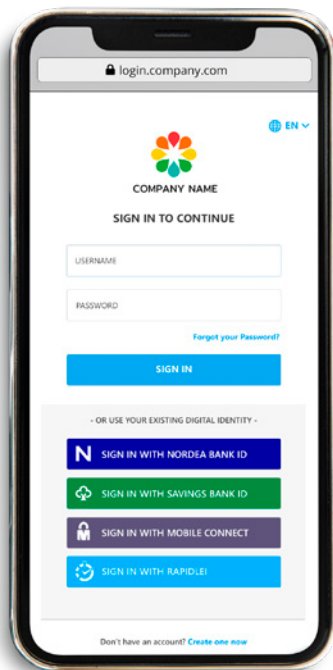 login.company.com
EN
COMPANY NAME
SIGN IN TO CONTINUE
USERNAME
PASSWORD
Forgot your Password?
SIGN IN
- OR USE YOUR EXISTING DIGITAL IDENTITY -
N SIGN IN WITH NORDEA BANK ID
SIGN IN WITH SAVINGS BANK ID
SIGN IN WITH MOBILE CONNECT
SIGN IN WITH RAPIDLEI
Don't have an account? Create one now